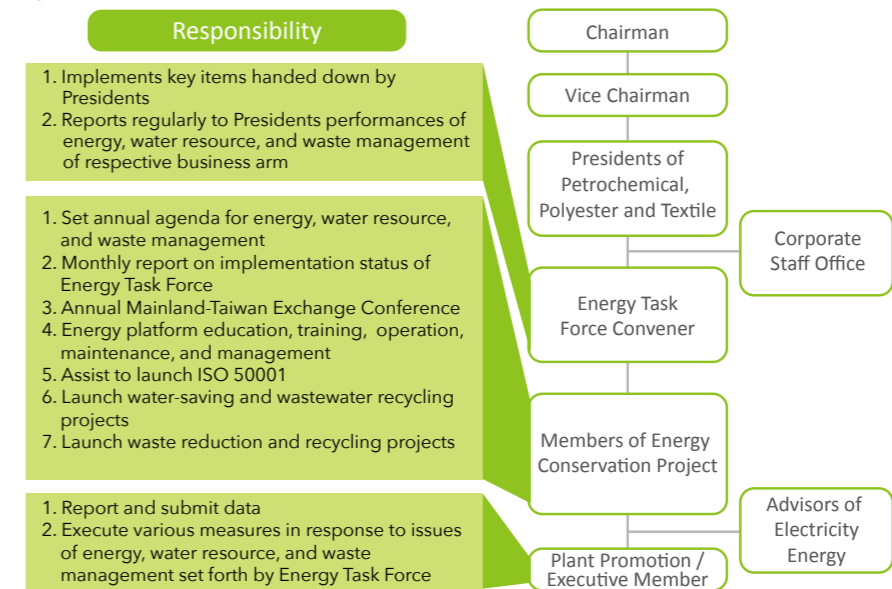 Responsibility
1. Implements key items handed down by
Presidents
2. Reports regularly to Presidents performances of
energy, water resource, and waste management
of respective business arm
1. Set annual agenda for energy, water resource,
and waste management
2. Monthly report on implementation status of
Energy Task Force
3. Annual Mainland-Taiwan Exchange Conference
4. Energy platform education, training, operation,
maintenance, and management
5. Assist to launch ISO 50001
6. Launch water-saving and wastewater recycling
projects
7. Launch waste reduction and recycling projects
1. Report and submit data
2. Execute various measures in response to issues
of energy, water resource, and waste
management set forth by Energy Task Force
Chairman
Vice Chairman
Presidents of
Petrochemical,
Polyester and Textile
Corporate
Staff Office
Energy Task
Force Convener
Members of Energy
Conservation Project
Advisors of
Electricity
Energy
Plant Promotion /
Executive Member